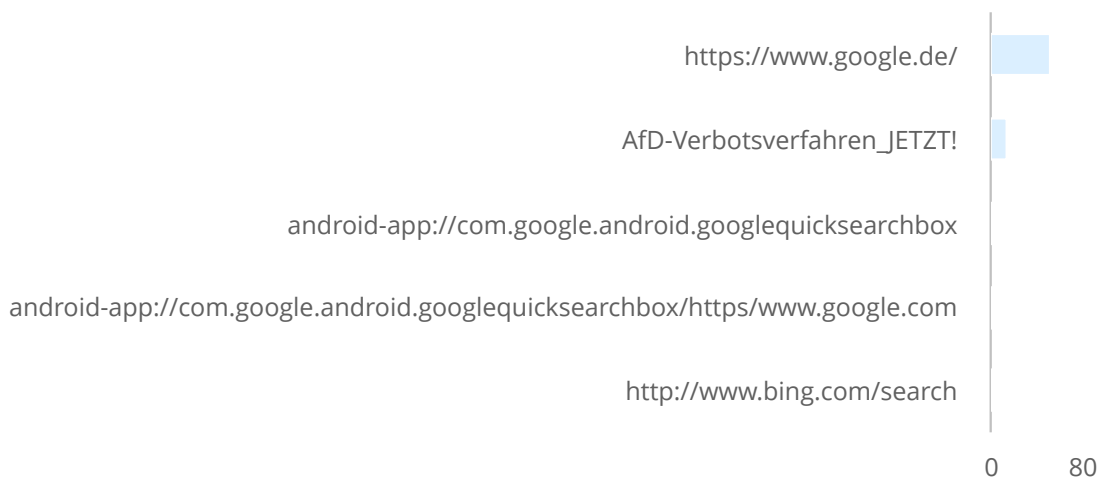 https://www.google.de/
AfD-Verbotsverfahren_JETZT!
android-app://com.google.android.googlequicksearchbox
android-app://com.google.android.googlequicksearchbox/https/www.google.com
http://www.bing.com/search
0 80